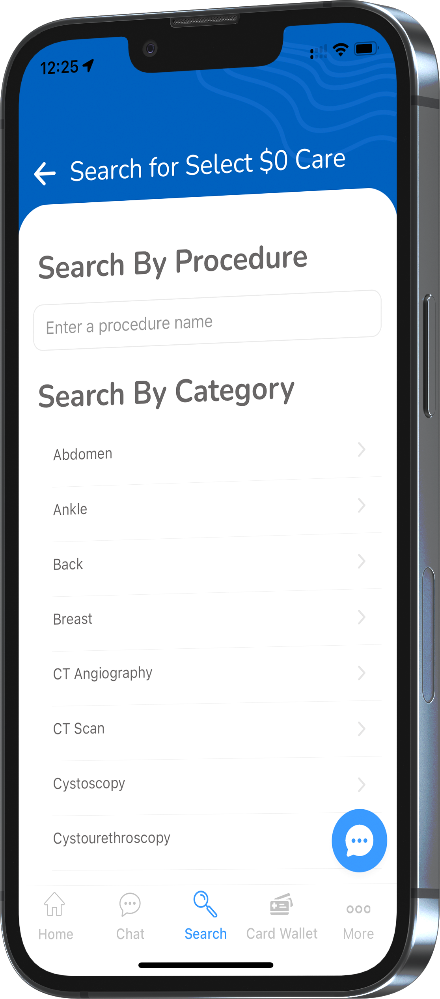 12:25
Search for Select $0 Care
Search By Procedure
Enter a procedure name
Search By Category
Abdomen
Ankle
Back
Breast
CT Angiography
CT Scan
Cystoscopy
Cystourethroscopy
Home
Chat
Search
Card Wallet
More